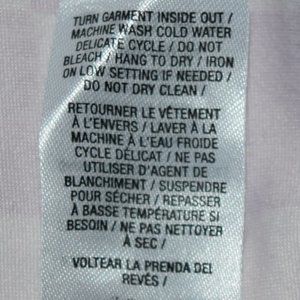 TURN GARMENT INSIDE OUT /
MACHINE WASH COLD WATER
DELICATE CYCLE / DO NOT
BLEACH / HANG TO DRY / IRON
ON LOW SETTING IF NEEDED /
DO NOT DRY CLEAN /
RETOURNER LE VÊTEMENT
À L'ENVERS / LAVER À LA
MACHINE À L'EAU FROIDE
CYCLE DÉLICAT / NE PAS
UTILISER D'AGENT DE
BLANCHIMENT / SUSPENDRE
POUR SÉCHER / REPASSER
À BASSE TEMPÉRATURE SI
BESOIN / NE PAS NETTOYER
À SEC /
VOLTEAR LA PRENDA DEL
REVÉS /